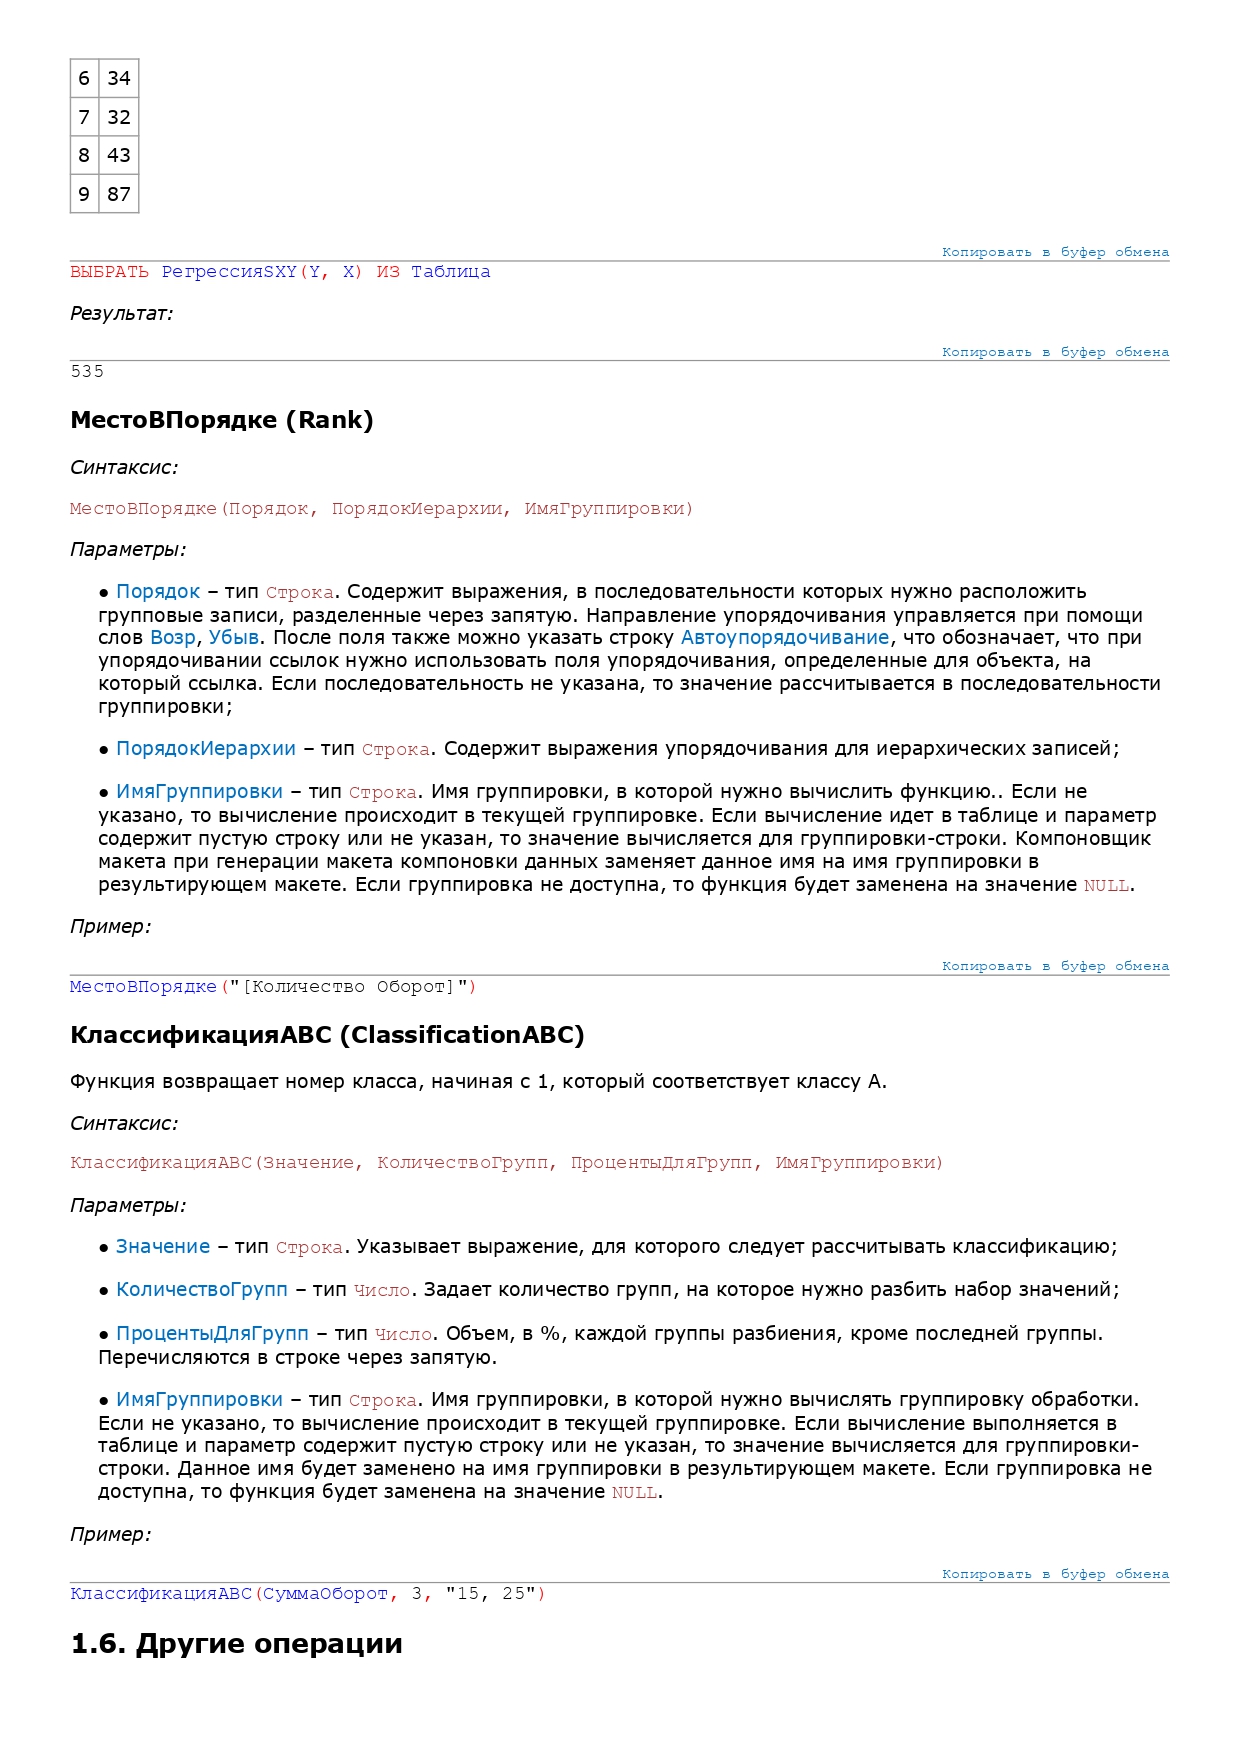 6 34
7 32
8 43
9 87
Копировать в буфер обмена
ВЫБРАТЬ РегрессияSXY(Y, X) ИЗ Таблица
Результат:
Копировать в буфер обмена
535
МестоВПорядке (Rank)
Синтаксис:
МестоВПорядке(Порядок, ПорядокИерархии, ИмяГруппировки)
Параметры:
● Порядок – тип Строка. Содержит выражения, в последовательности которых нужно расположить
групповые записи, разделенные через запятую. Направление упорядочивания управляется при помощи
слов Возр, Убыв. После поля также можно указать строку Автоупорядочивание, что обозначает, что при
упорядочивании ссылок нужно использовать поля упорядочивания, определенные для объекта, на
который ссылка. Если последовательность не указана, то значение рассчитывается в последовательности
группировки;
● ПорядокИерархии – тип Строка. Содержит выражения упорядочивания для иерархических записей;
● ИмяГруппировки – тип Строка. Имя группировки, в которой нужно вычислить функцию.. Если не
указано, то вычисление происходит в текущей группировке. Если вычисление идет в таблице и параметр
содержит пустую строку или не указан, то значение вычисляется для группировки-строки. Компоновщик
макета при генерации макета компоновки данных заменяет данное имя на имя группировки в
результирующем макете. Если группировка не доступна, то функция будет заменена на значение NULL.
Пример:
Копировать в буфер обмена
МестоВПорядке("[Количество Оборот]")
КлассификацияABC (ClassificationABC)
Функция возвращает номер класса, начиная с 1, который соответствует классу A.
Синтаксис:
КлассификацияABC(Значение, КоличествоГрупп, ПроцентыДляГрупп, ИмяГруппировки)
Параметры:
● Значение – тип Строка. Указывает выражение, для которого следует рассчитывать классификацию;
● КоличествоГрупп – тип Число. Задает количество групп, на которое нужно разбить набор значений;
● ПроцентыДляГрупп – тип Число. Объем, в %, каждой группы разбиения, кроме последней группы.
Перечисляются в строке через запятую.
● ИмяГруппировки – тип Строка. Имя группировки, в которой нужно вычислять группировку обработки.
Если не указано, то вычисление происходит в текущей группировке. Если вычисление выполняется в
таблице и параметр содержит пустую строку или не указан, то значение вычисляется для группировки-
строки. Данное имя будет заменено на имя группировки в результирующем макете. Если группировка не
доступна, то функция будет заменена на значение NULL.
Пример:
Копировать в буфер обмена
КлассификацияABC(СуммаОборот, 3, "15, 25")
1.6. Другие операции